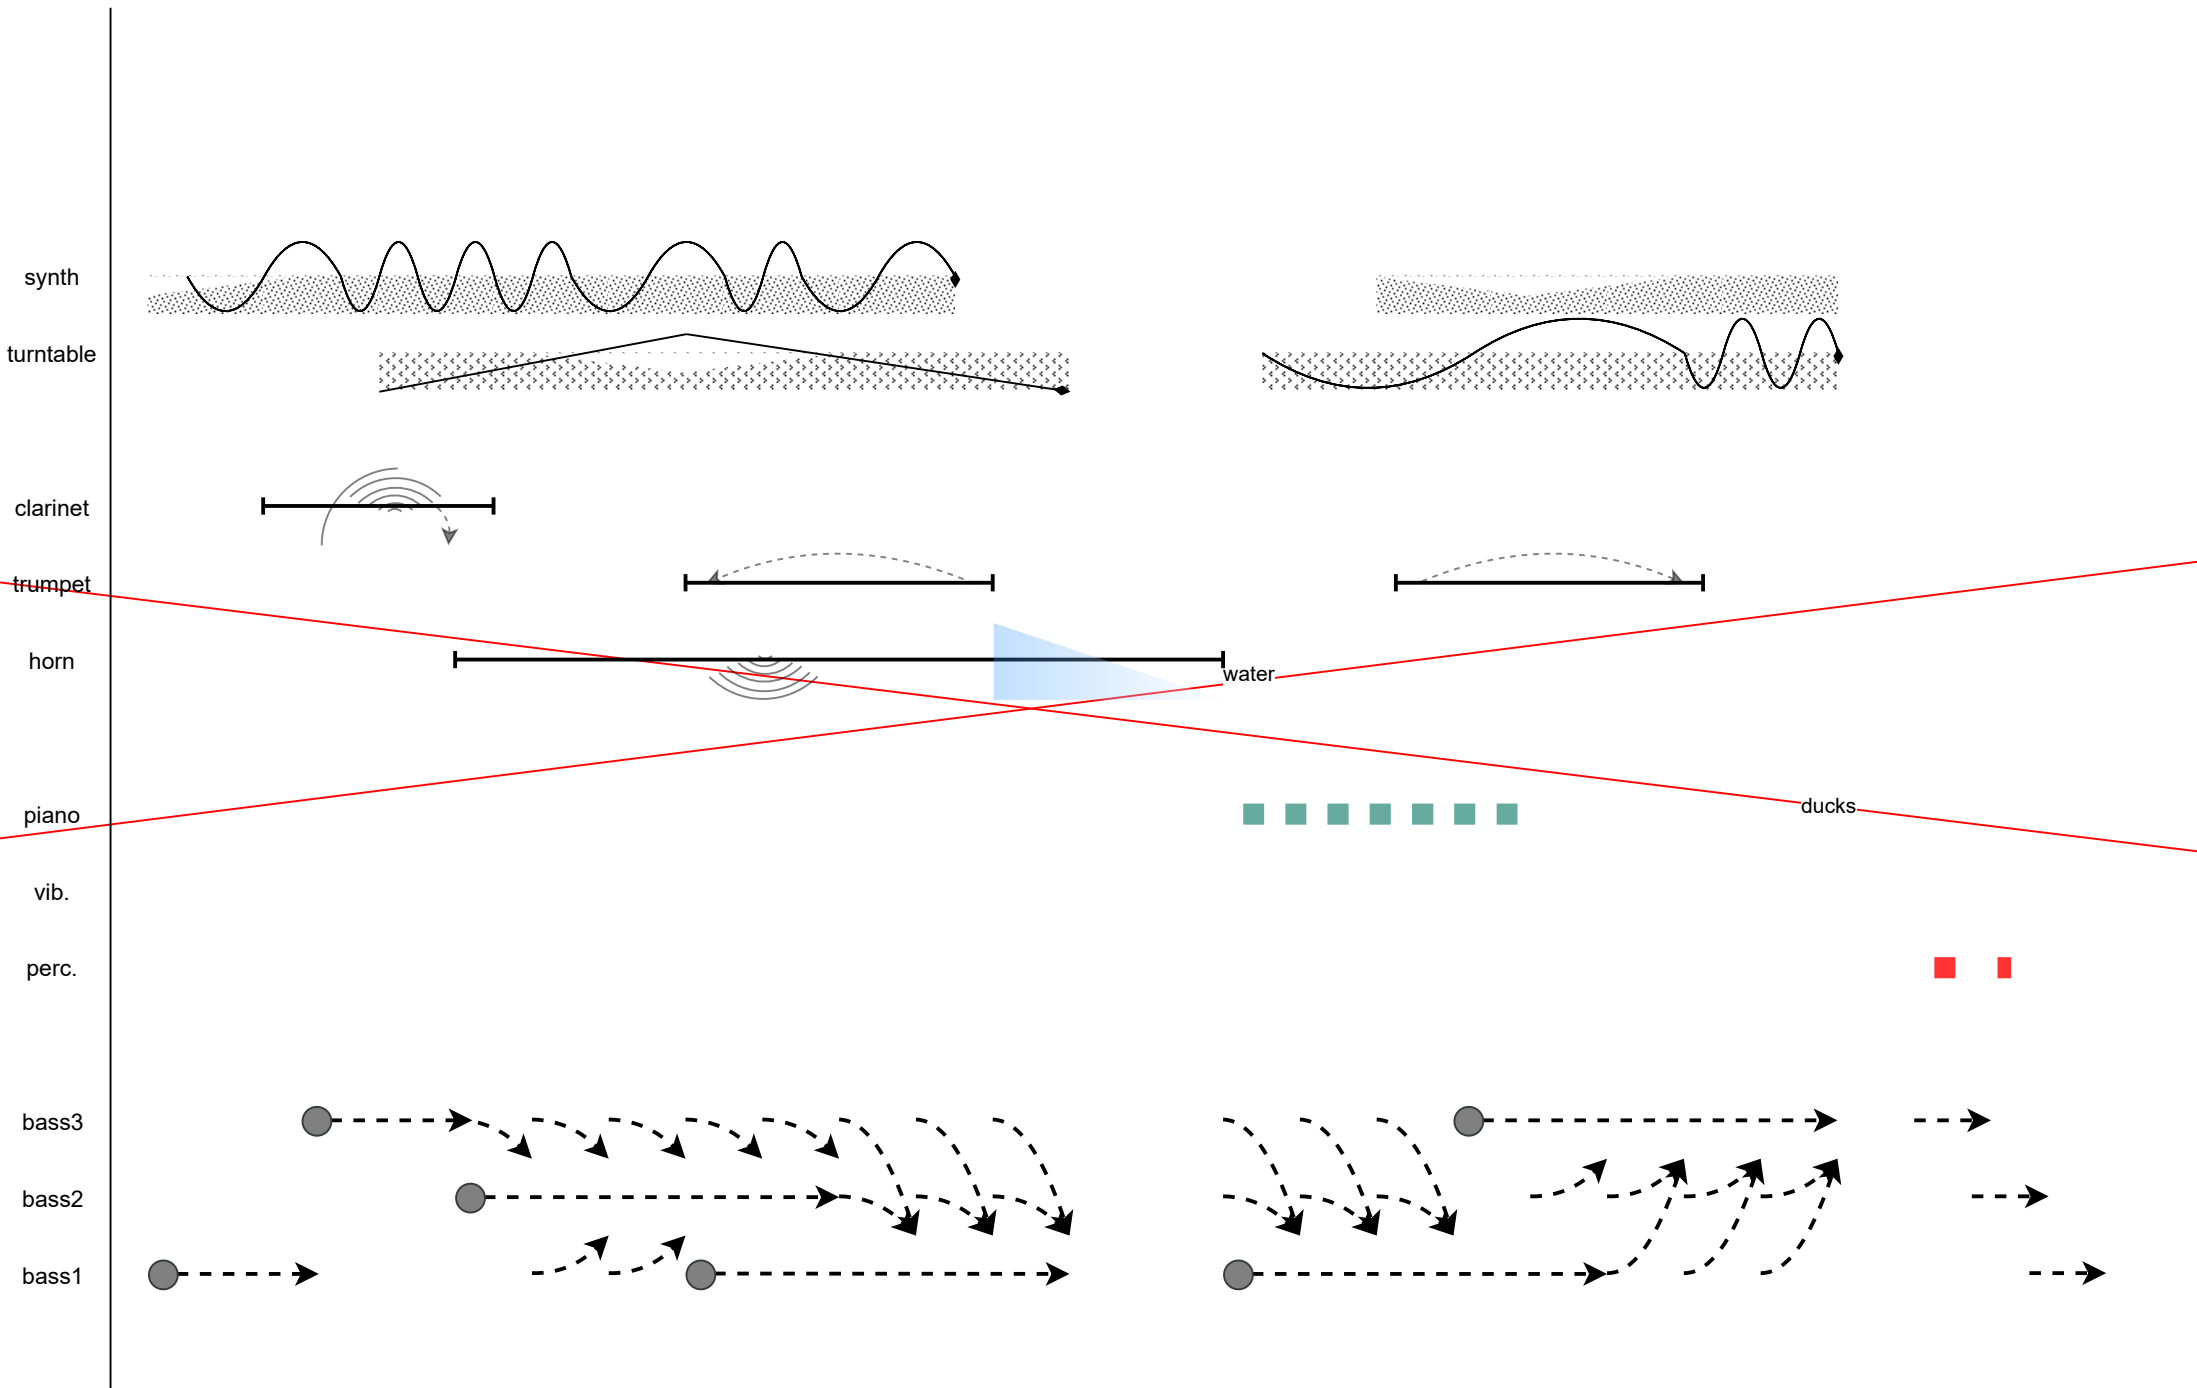 synth
turntable
clarinet
trumpet
horn
water
piano
ducks
vib.
perc.
bass3
bass2
bass1